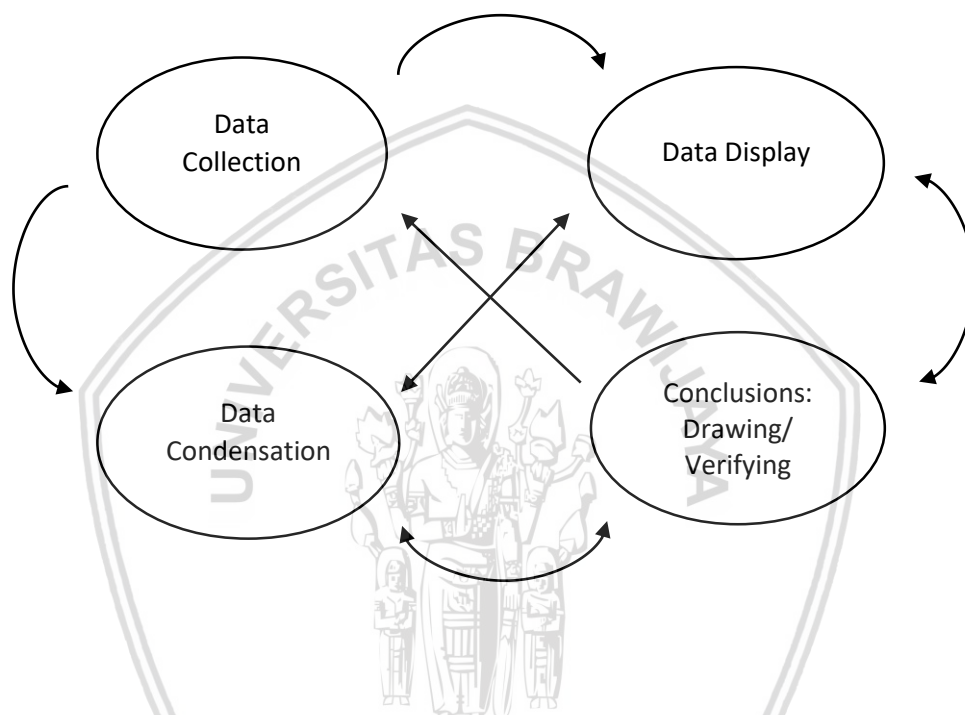 Data
Collection
Data Display
UNIVERSITAS BRAWIJAYA
Data
Condensation
Conclusions:
Drawing/
Verifying